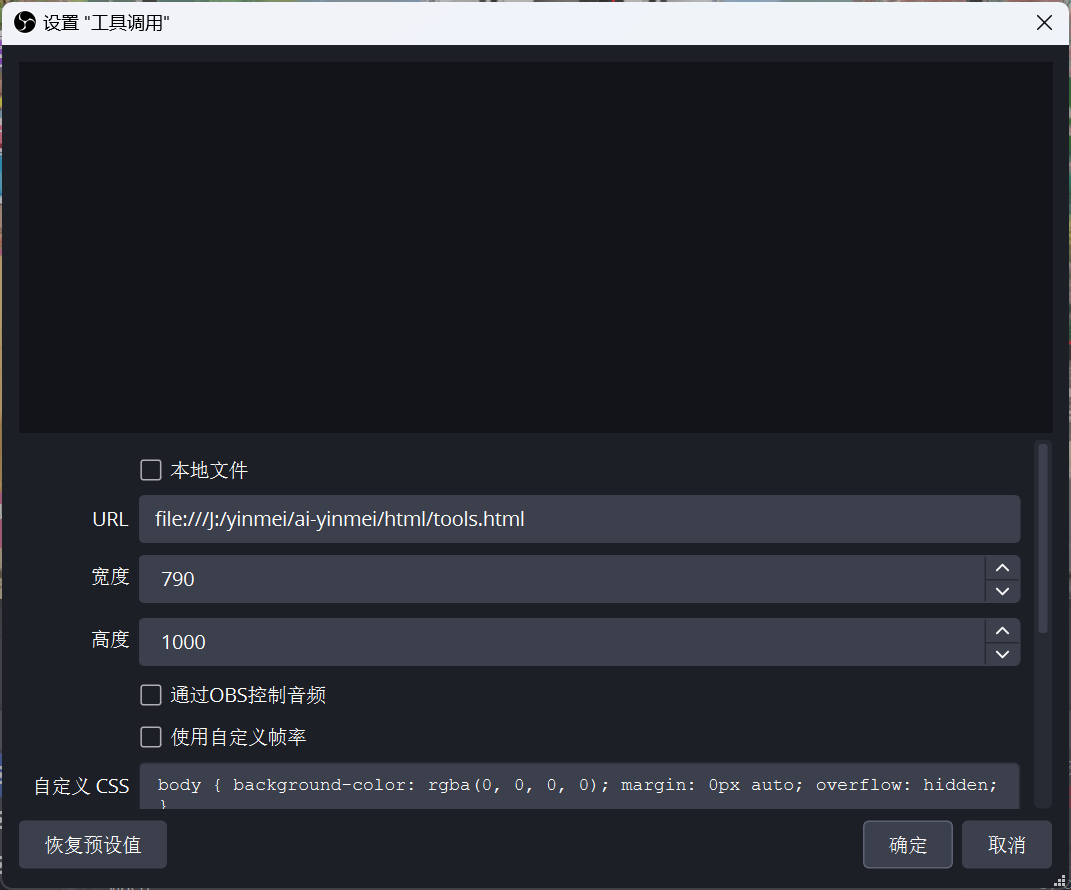 设置 "工具调用"
本地文件
URL file:///J:/yinmei/ai-yinmei/html/tools.html
宽度 790
高度 1000
通过OBS控制音频
使用自定义帧率
自定义 CSS body { background-color: rgba(0, 0, 0, 0); margin: 0px auto; overflow: hidden;
}
恢复预设值 确定 取消